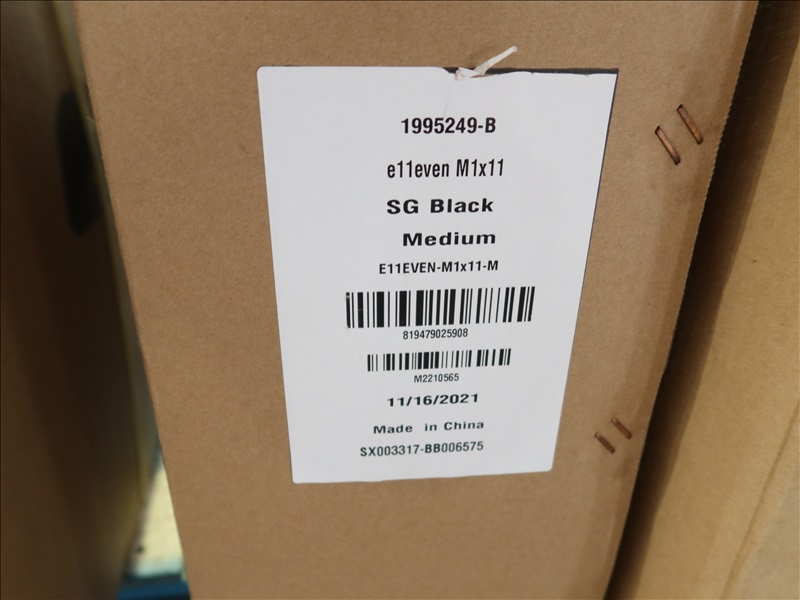 1995249-B
e11even M1x11
SG Black
Medium
E11EVEN-M1x11-M
819479025908
M2210565
11/16/2021
Made in China
SX003317-BB006575